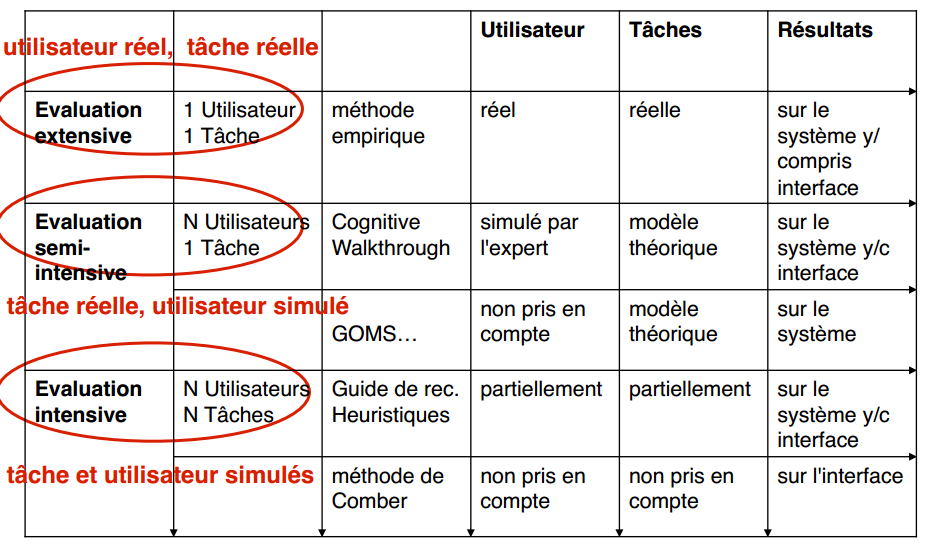 Utilisateur
Tâches
Résultats
utilisateur réel, tâche réelle
Evaluation
extensive
1 Utilisateur
1 Tâche
méthode
empirique
réel
réelle
sur le
système y/
compris
interface
Evaluation
semi-
intensive
N Utilisateurs
1 Tâche
Cognitive
Walkthrough
simulé par
l'expert
modèle
théorique
sur le
système y/c
interface
tâche réelle, utilisateur simulé
GOMS…
non pris en
compte
modèle
théorique
sur le
système
Evaluation
intensive
N Utilisateurs
N Tâches
Guide de rec.
Heuristiques
partiellement
partiellement
sur le
système y/c
interface
tâche et utilisateur simulés
méthode de
Comber
non pris en
compte
non pris en
compte
sur l'interface